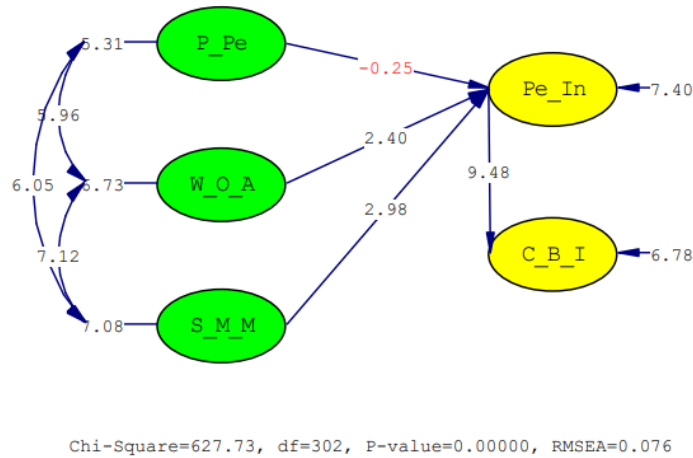 5.31
P_Pe
-0.25
Pe_In
7.40
5.96
2.40
6.05
6.73
W_O_A
9.48
2.98
7.12
C_B_I
6.78
7.08
S_M_M
Chi-Square=627.73, df=302, P-value=0.00000, RMSEA=0.076